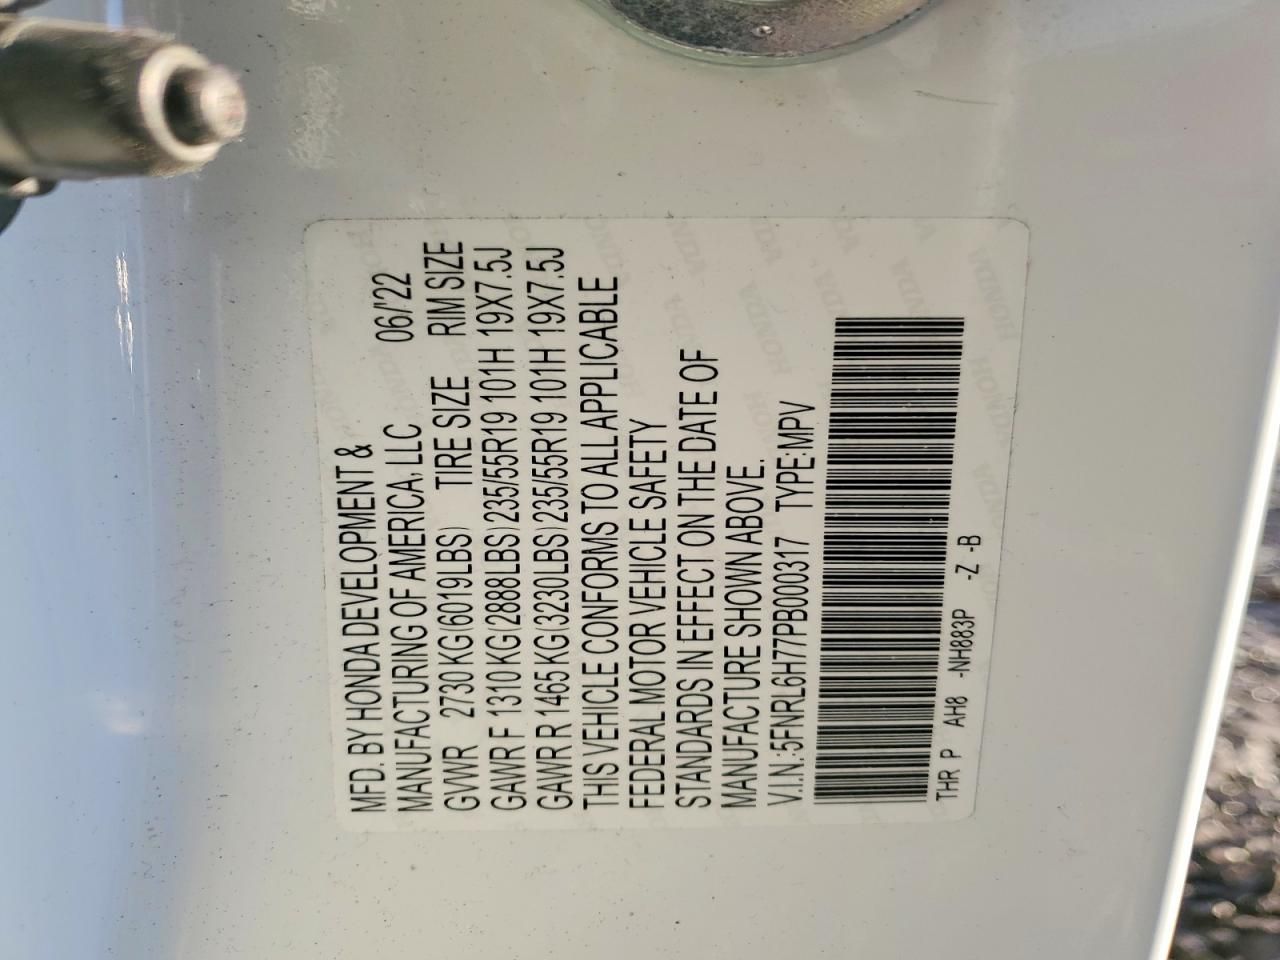 MFD. BY HONDA DEVELOPMENT &
MANUFACTURING OF AMERICA, LLC 06/'22
GVWR 2730 KG(6019LBS) TIRE SIZE RIM SIZE
GAWR F 1310 KG(2888LBS)235/55R19 101H 19X7.5J
GAWR R 1465 KG(3230LBS)235/55R19 101H 19X7.5J
THIS VEHICLE CONFORMS TO ALL APPLICABLE
FEDERAL MOTOR VEHICLE SAFETY
STANDARDS IN EFFECT ON THE DATE OF
MANUFACTURE SHOWN ABOVE.
V.I.N.:5FNRL6H77PB000317 TYPE:MPV
THR P AH8 -NH883P -Z -B